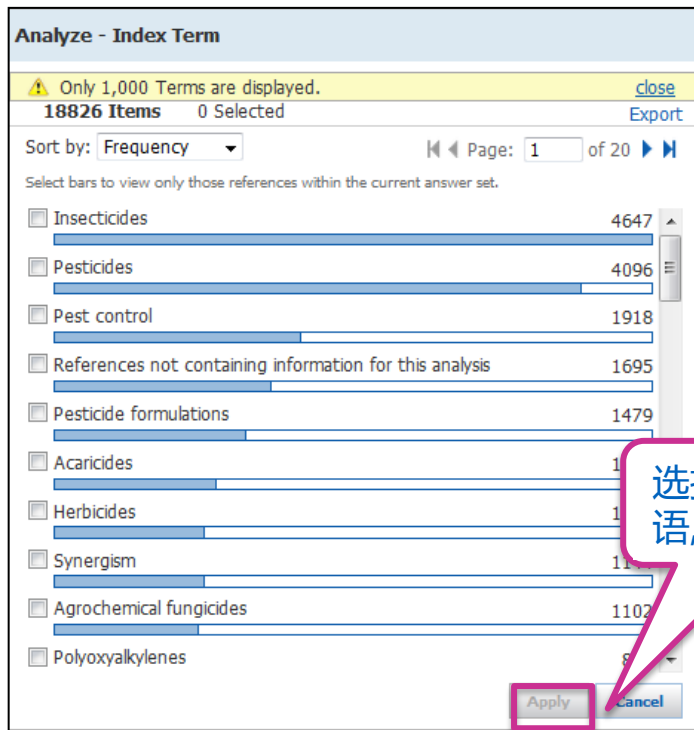 Analyze - Index Term
Only 1,000 Terms are displayed. close
18826 Items 0 Selected Export
Sort by: Frequency Page: 1 of 20
Select bars to view only those references within the current answer set.
Insecticides 4647
Pesticides 4096
Pest control 1918
References not containing information for this analysis 1695
Pesticide formulations 1479
Acaricides
Herbicides
Synergism
Agrochemical fungicides 1102
Polyoxyalkylenes
选
语
Apply Cancel